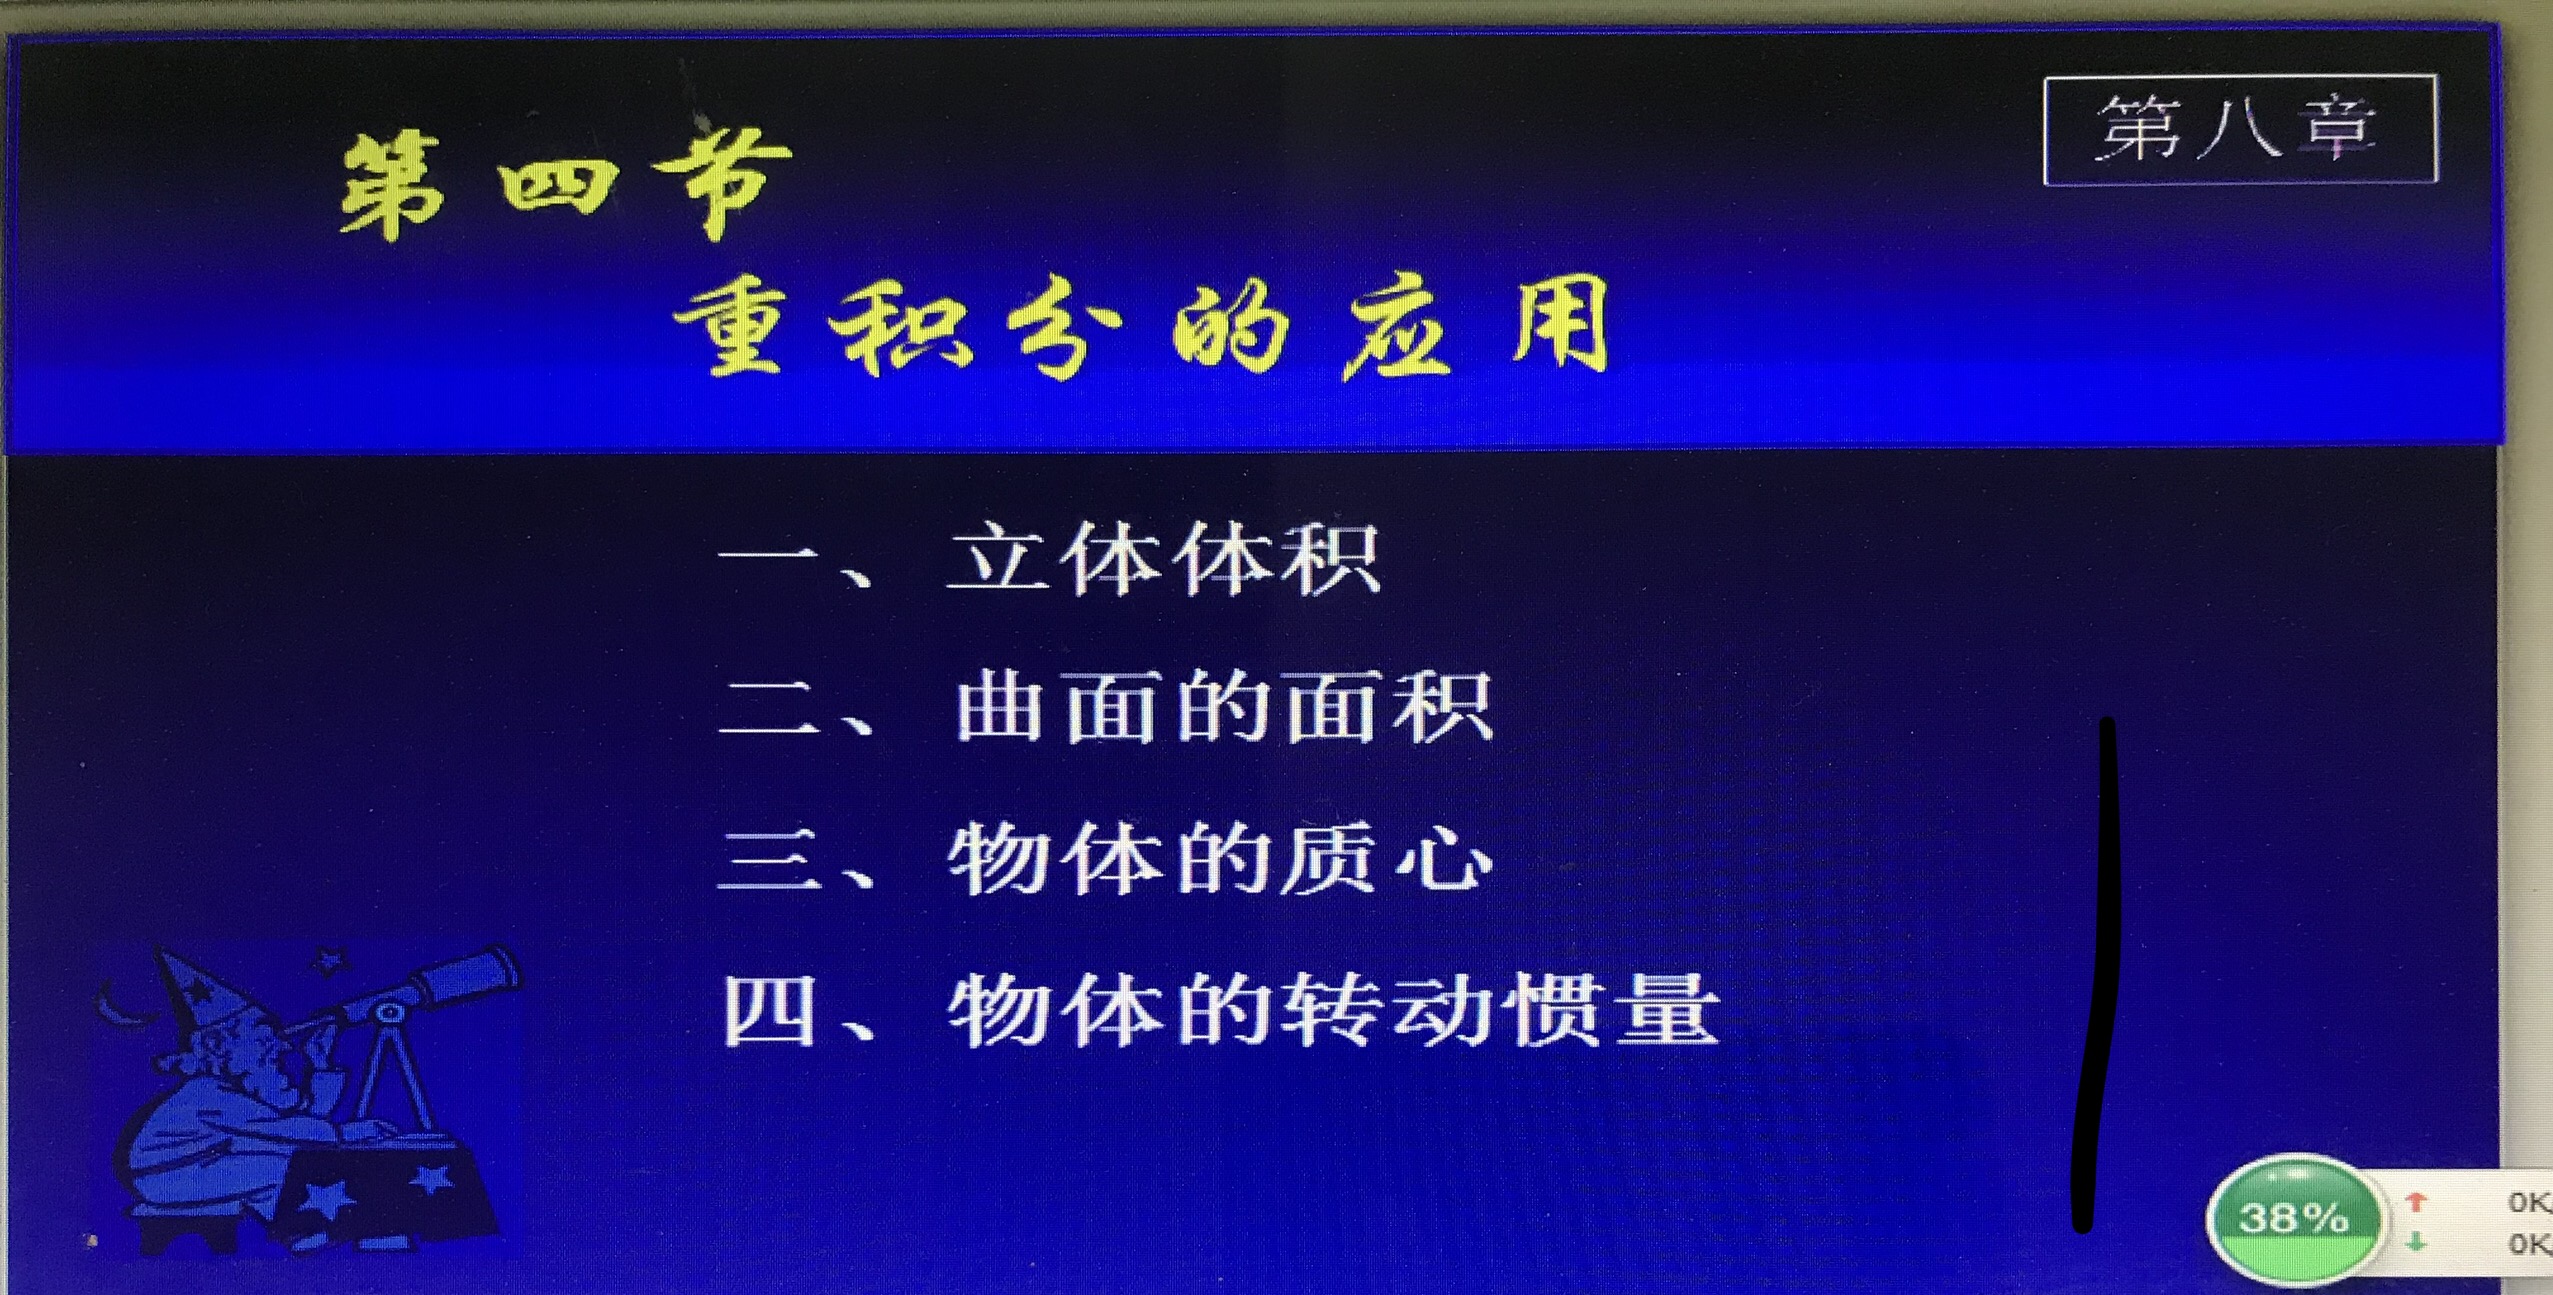 第八章
第四节
重积分的应用
一、立体体积
二、曲面的面积
三、物体的质心
四、物体的转动惯量
38%
0K
0K